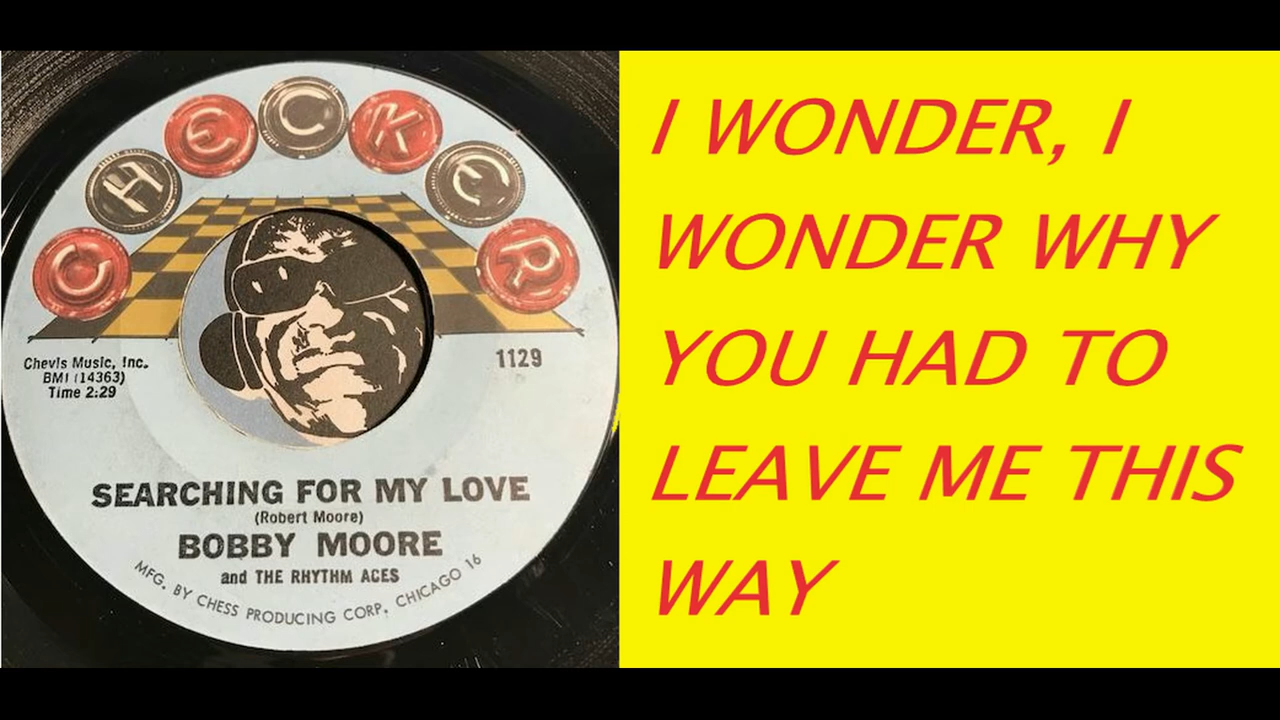 CHECKER
Chevis Music, Inc.
BMI (14363)
Time 2:29
1129
SEARCHING FOR MY LOVE
(Robert Moore)
BOBBY MOORE
and THE RHYTHM ACES
MFG. BY CHESS PRODUCING CORP. CHICAGO 16
I WONDER, I
WONDER WHY
YOU HAD TO
LEAVE ME THIS
WAY